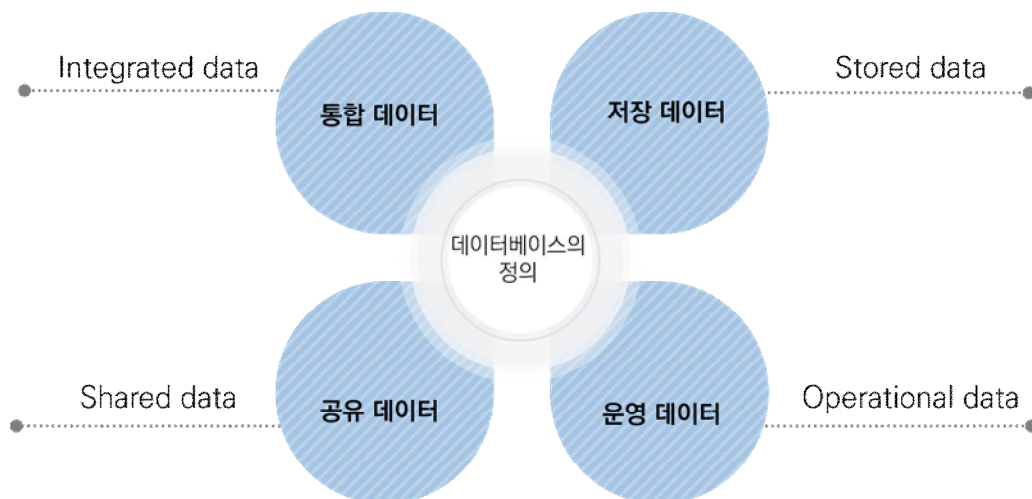 Integrated data
Stored data
통합 데이터
저장 데이터
데이터베이스의
정의
Shared data
Operational data
공유 데이터
운영 데이터